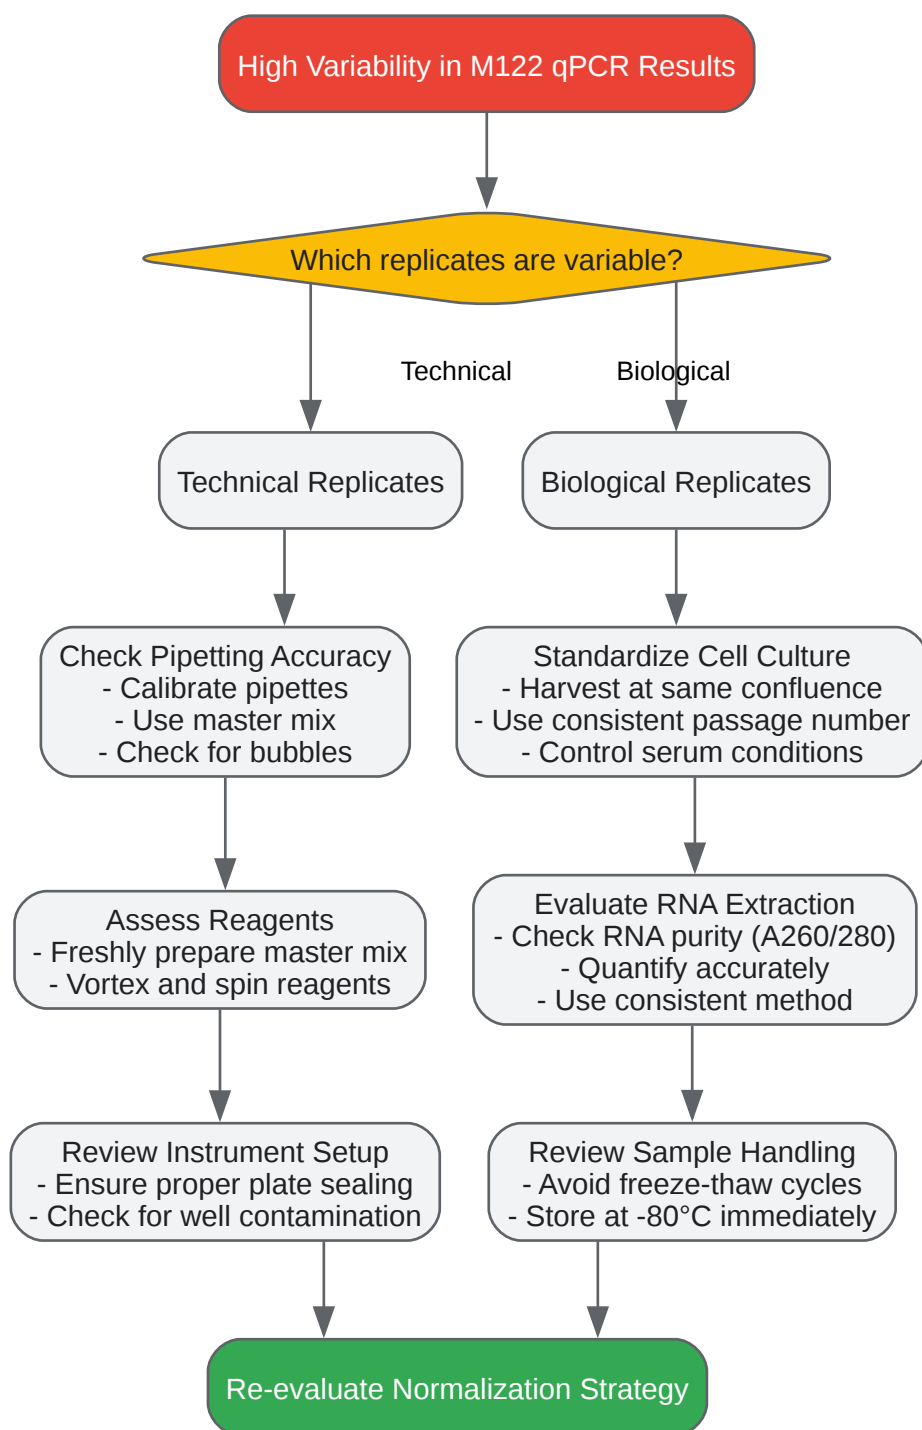 High Variability in M122 qPCR Results
Which replicates are variable?
Technical
Biological
Technical Replicates
Biological Replicates
Check Pipetting Accuracy
- Calibrate pipettes
- Use master mix
- Check for bubbles
Standardize Cell Culture
- Harvest at same confluence
- Use consistent passage number
- Control serum conditions
Assess Reagents
- Freshly prepare master mix
- Vortex and spin reagents
Evaluate RNA Extraction
- Check RNA purity (A260/280)
- Quantify accurately
- Use consistent method
Review Instrument Setup
- Ensure proper plate sealing
- Check for well contamination
Review Sample Handling
- Avoid freeze-thaw cycles
- Store at -80°C immediately
Re-evaluate Normalization Strategy